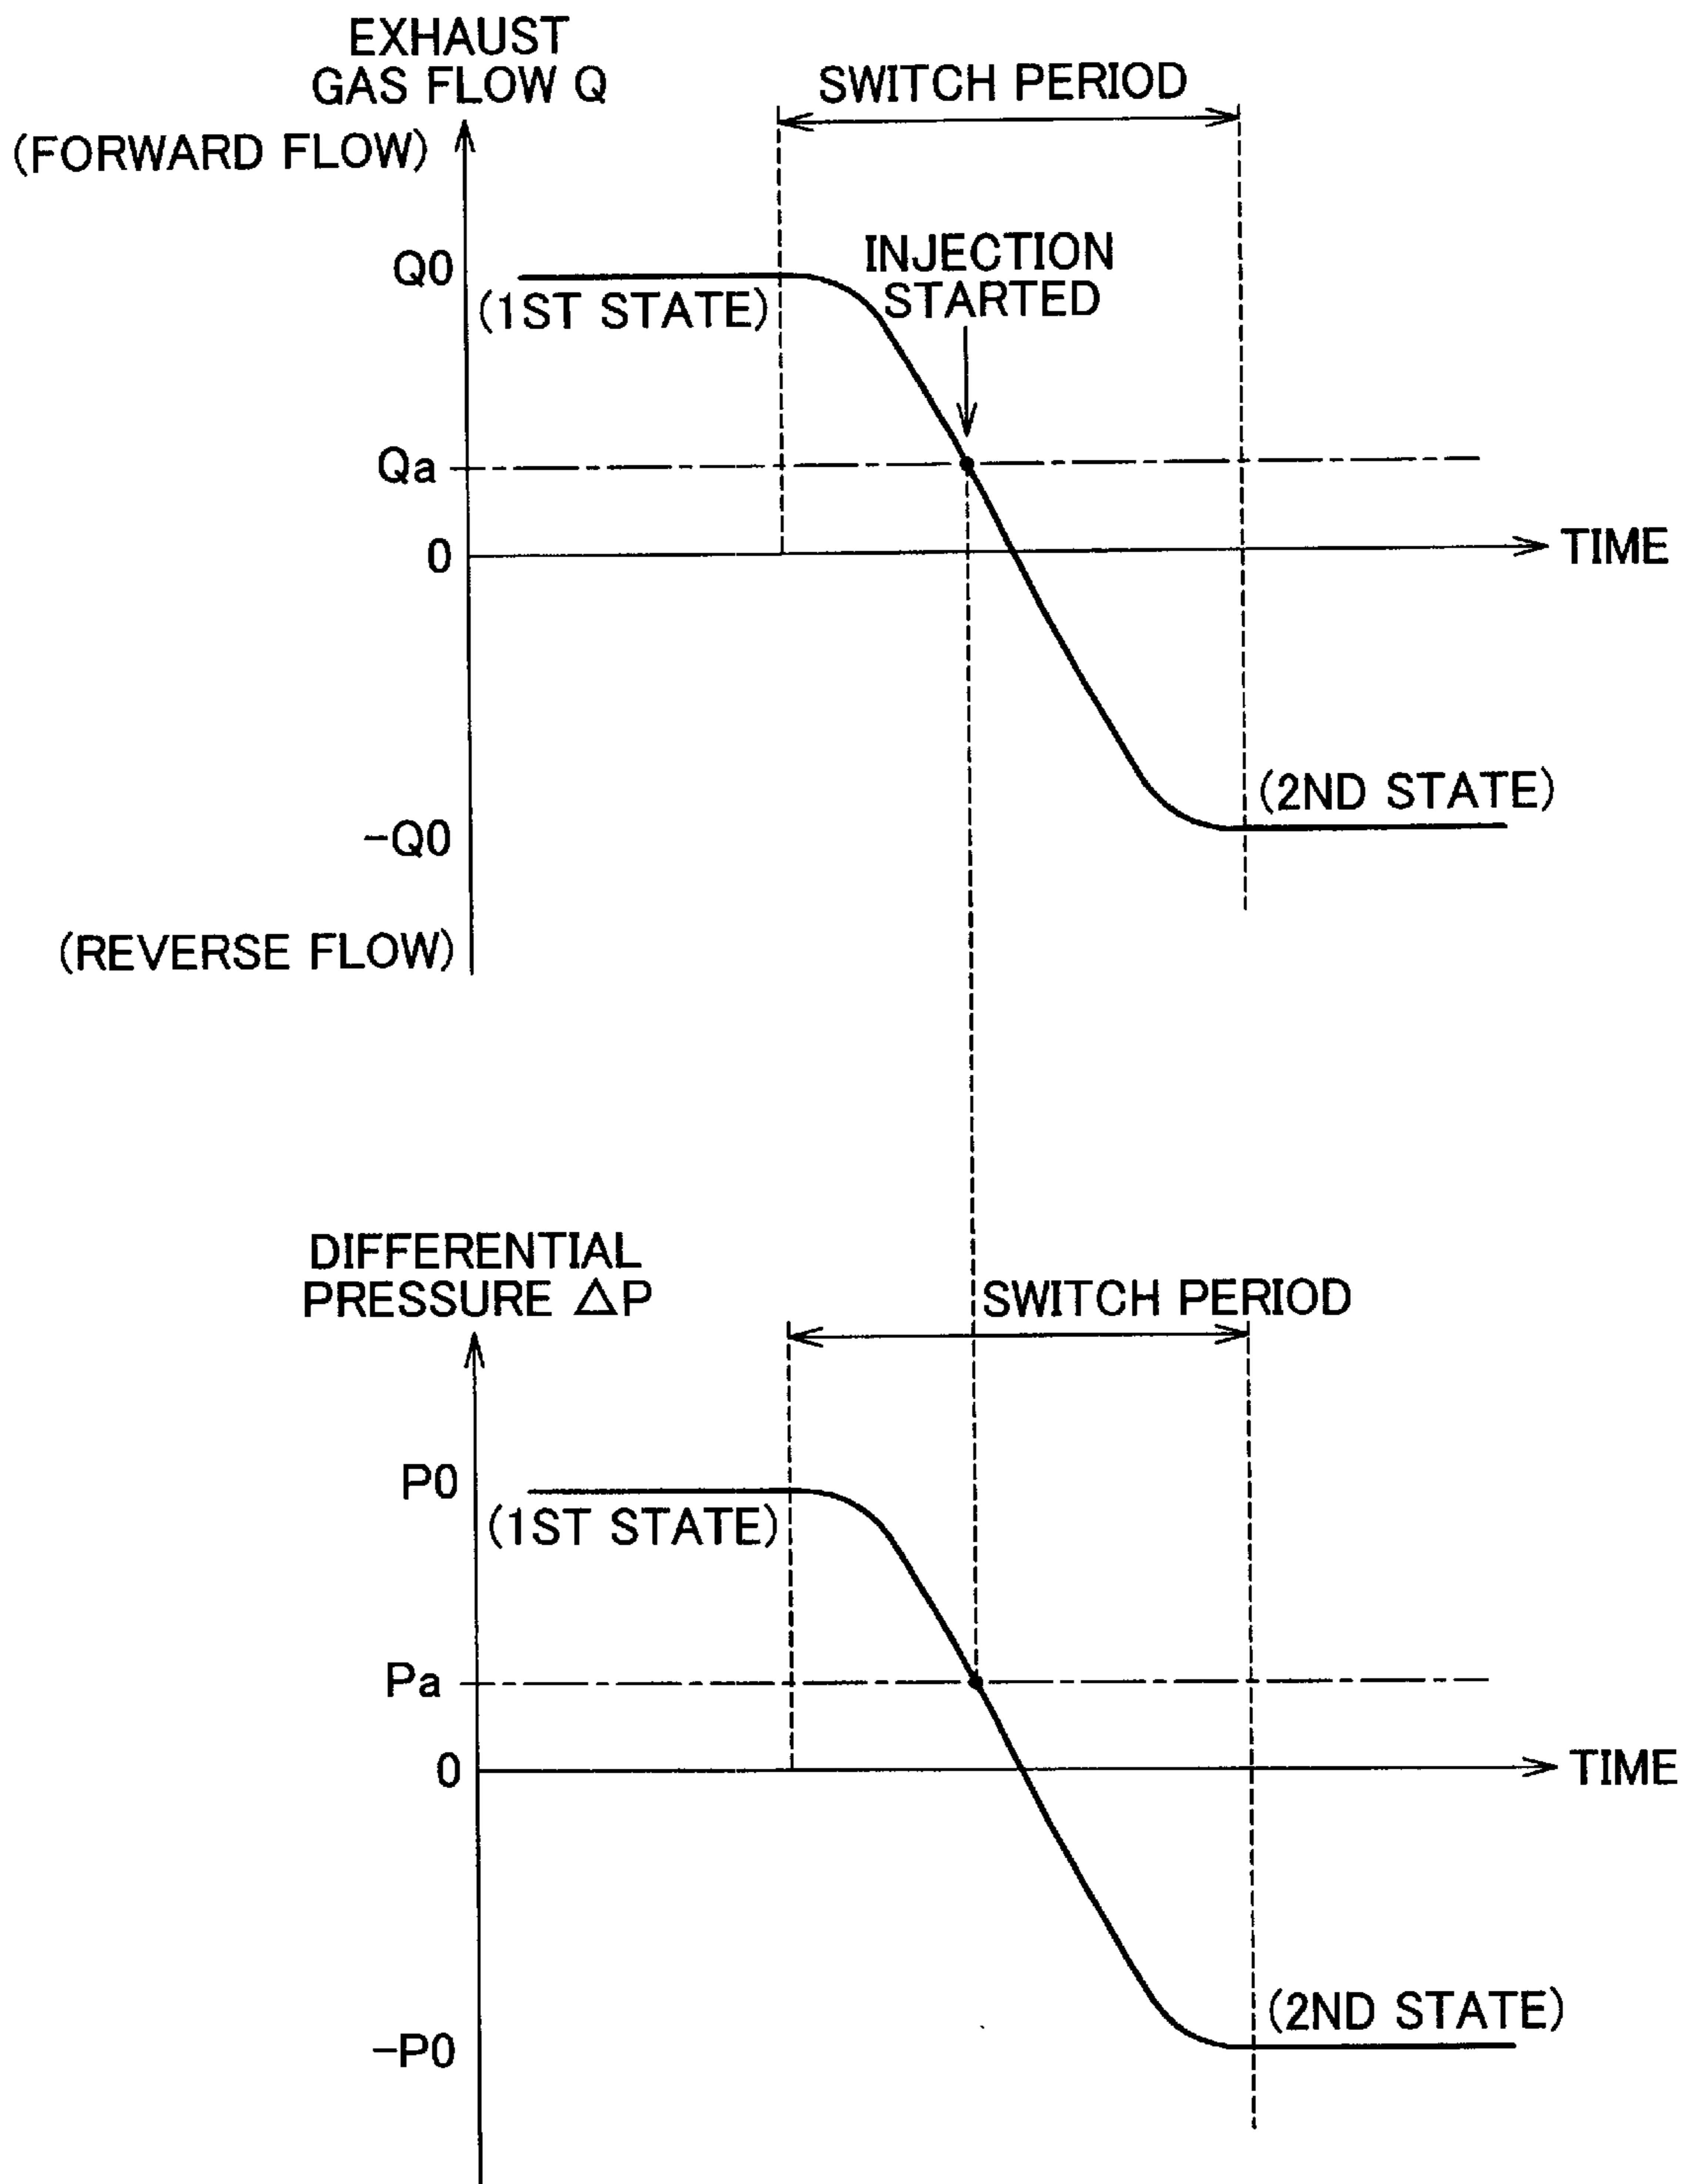 EXHAUST
GAS FLOW Q
SWITCH PERIOD
(FORWARD FLOW)
INJECTION
STARTED
Q0
(1ST STATE)
Qa
0
TIME
(2ND STATE)
-Q0
(REVERSE FLOW)
DIFFERENTIAL
PRESSURE △P
SWITCH PERIOD
P0
(1ST STATE)
Pa
0
TIME
(2ND STATE)
-P0